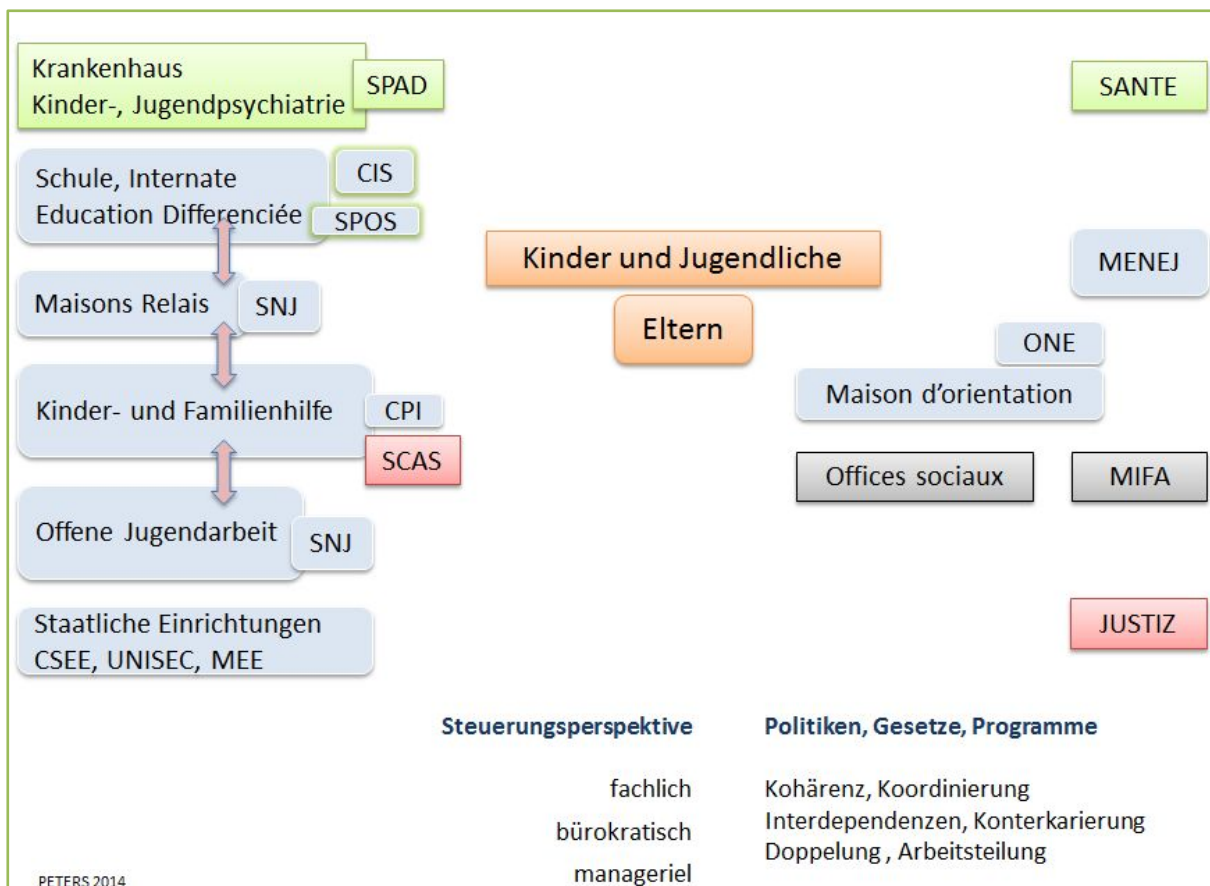 Krankenhaus
Kinder-, Jugendpsychiatrie
SPAD
SANTE
Schule, Internate
Education Differenciée
CIS
SPOS
Kinder und Jugendliche
Eltern
MENEJ
Maisons Relais
SNJ
ONE
Maison d’orientation
Kinder- und Familienhilfe
CPI
SCAS
Offices sociaux
MIFA
Offene Jugendarbeit
SNJ
Staatliche Einrichtungen
CSEE, UNISEC, MEE
JUSTIZ
Steuerungsperspektive
fachlich
bürokratisch
manageriel
Politiken, Gesetze, Programme
Kohärenz, Koordinierung
Interdependenzen, Konterkarierung
Doppelung , Arbeitsteilung
PETERS 2014